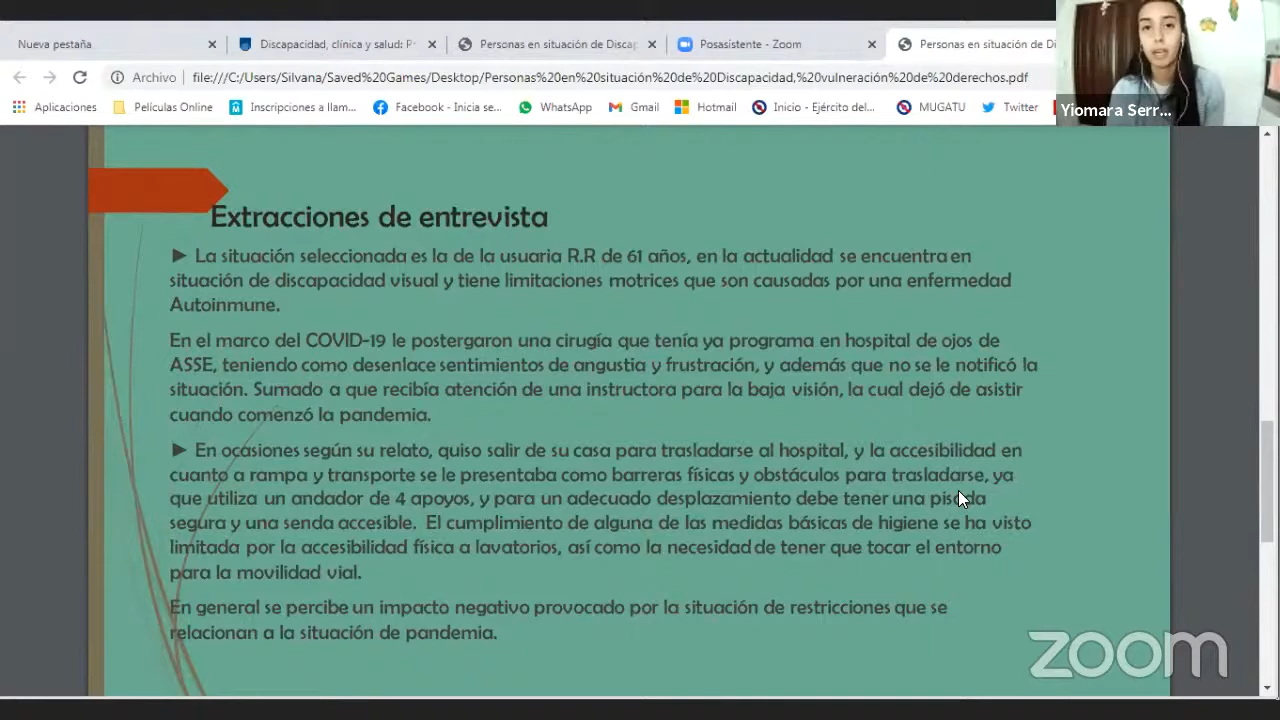 Nueva pestaña
Discapacidad, clínica y salud: P
Personas en situación de Disca
Posasistente - Zoom
Personas en situación de Di
Archivo
file:///C:/Users/Silvana/Saved%20Games/Desktop/Personas%20en%20situación%20de%20Discapacidad,%20vulneración%20de%20derechos.pdf
Aplicaciones
Películas Online
Inscripciones a llam...
Facebook - Inicia se...
WhatsApp
Gmail
Hotmail
Inicio - Ejército del...
MUGATU
Twitter
Yiomara Serr...
Extracciones de entrevista
► La situación seleccionada es la de la usuaria R.R de 61 años, en la actualidad se encuentra en
situación de discapacidad visual y tiene limitaciones motrices que son causadas por una enfermedad
Autoinmune.
En el marco del COVID-19 le postergaron una cirugía que tenía ya programa en hospital de ojos de
ASSE, teniendo como desenlace sentimientos de angustia y frustración, y además que no se le notificó la
situación. Sumado a que recibía atención de una instructora para la baja visión, la cual dejó de asistir
cuando comenzó la pandemia.
► En ocasiones según su relato, quiso salir de su casa para trasladarse al hospital, y la accesibilidad en
cuanto a rampa y transporte se le presentaba como barreras físicas y obstáculos para trasladarse, ya
que utiliza un andador de 4 apoyos, y para un adecuado desplazamiento debe tener una pisada
segura y una senda accesible. El cumplimiento de alguna de las medidas básicas de higiene se ha visto
limitada por la accesibilidad física a lavatorios, así como la necesidad de tener que tocar el entorno
para la movilidad vial.
En general se percibe un impacto negativo provocado por la situación de restricciones que se
relacionan a la situación de pandemia.
zoom